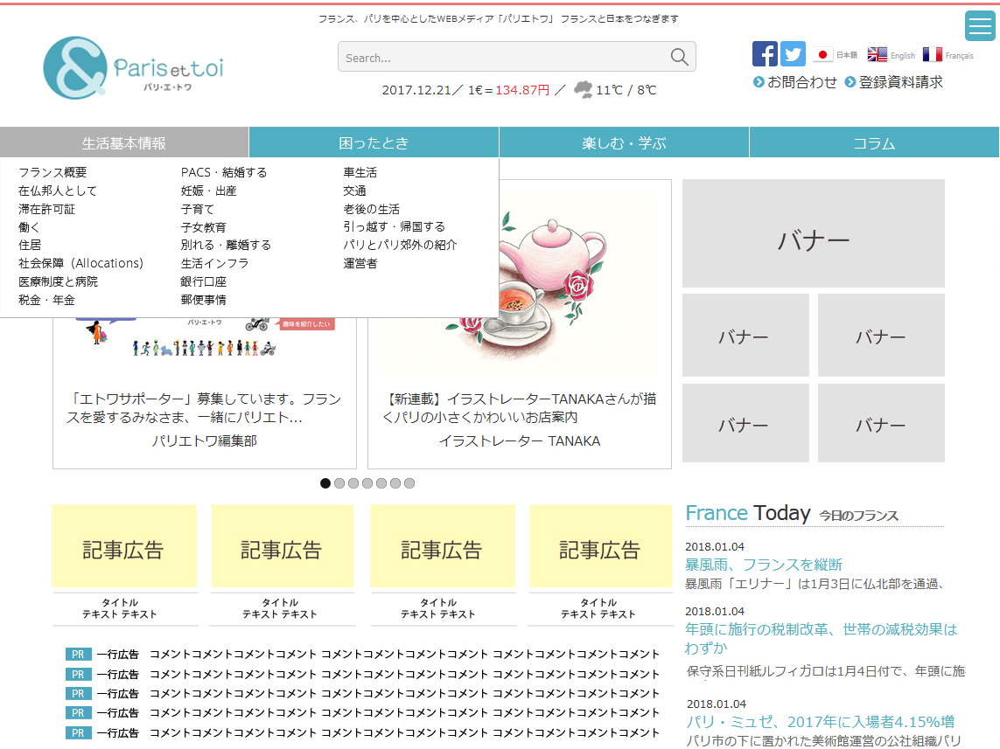 フランス、パリを中心としたWEBメディア「パリエトワ」 フランスと日本をつなぎます
& Paris et toi
パリ・エ・トワ
Search...
日本語 English Français
2017.12.21／ 1€＝134.87円 ／ 11℃ / 8℃
お問合わせ 登録資料請求
生活基本情報 困ったとき 楽しむ・学ぶ コラム
フランス概要 PACS・結婚する 車生活
在仏邦人として 妊娠・出産 交通
滞在許可証 子育て 老後の生活
働く 子女教育 引っ越す・帰国する
住居 別れる・離婚する パリとパリ郊外の紹介
社会保障（Allocations） 生活インフラ 運営者
医療制度と病院 銀行口座
税金・年金 郵便事情
パリ・エ・トワ
趣味を紹介したい
「エトワサポーター」募集しています。フラン
スを愛するみなさま、一緒にパリエト...
パリエトワ編集部
【新連載】イラストレーターTANAKAさんが描
くパリの小さくかわいいお店案内
イラストレーター TANAKA
バナー
バナー バナー
バナー バナー
記事広告 記事広告 記事広告 記事広告
タイトル タイトル タイトル タイトル
テキスト テキスト テキスト テキスト テキスト テキスト テキスト テキスト
PR 一行広告 コメントコメントコメントコメント コメントコメントコメントコメント コメントコメントコメントコメント
PR 一行広告 コメントコメントコメントコメント コメントコメントコメントコメント コメントコメントコメントコメント
PR 一行広告 コメントコメントコメントコメント コメントコメントコメントコメント コメントコメントコメントコメント
PR 一行広告 コメントコメントコメントコメント コメントコメントコメントコメント コメントコメントコメントコメント
PR 一行広告 コメントコメントコメントコメント コメントコメントコメントコメント コメントコメントコメントコメント
France Today 今日のフランス
2018.01.04
暴風雨、フランスを縦断
暴風雨「エリナー」は1月3日に仏北部を通過、
2018.01.04
年頭に施行の税制改革、世帯の減税効果は
わずか
保守系日刊紙ルフィガロは1月4日付で、年頭に施
2018.01.04
パリ・ミュゼ、2017年に入場者4.15%増
パリ市の下に置かれた美術館運営の公社組織パリ